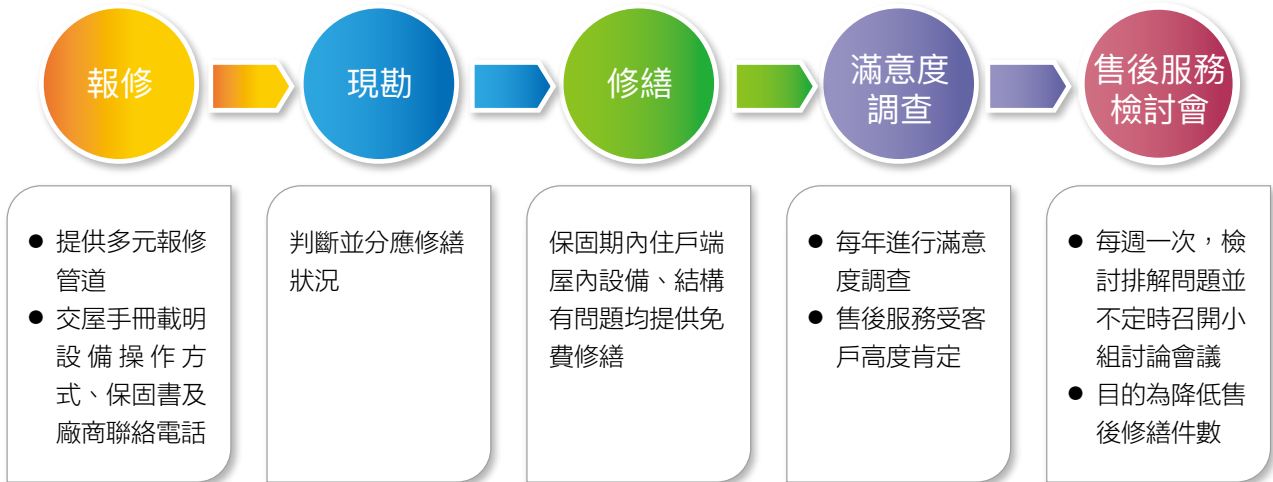 報修
現勘
修繕
滿意度
調查
售後服務
檢討會
● 提供多元報修
管道
● 交屋手冊載明
設備操作方
式、保固書及
廠商聯絡電話
判斷並分應修繕
狀況
保固期內住戶端
屋內設備、結構
有問題均提供免
費修繕
● 每年進行滿意
度調查
● 售後服務受客
戶高度肯定
● 每週一次，檢
討排解問題並
不定時召開小
組討論會議
● 目的為降低售
後修繕件數